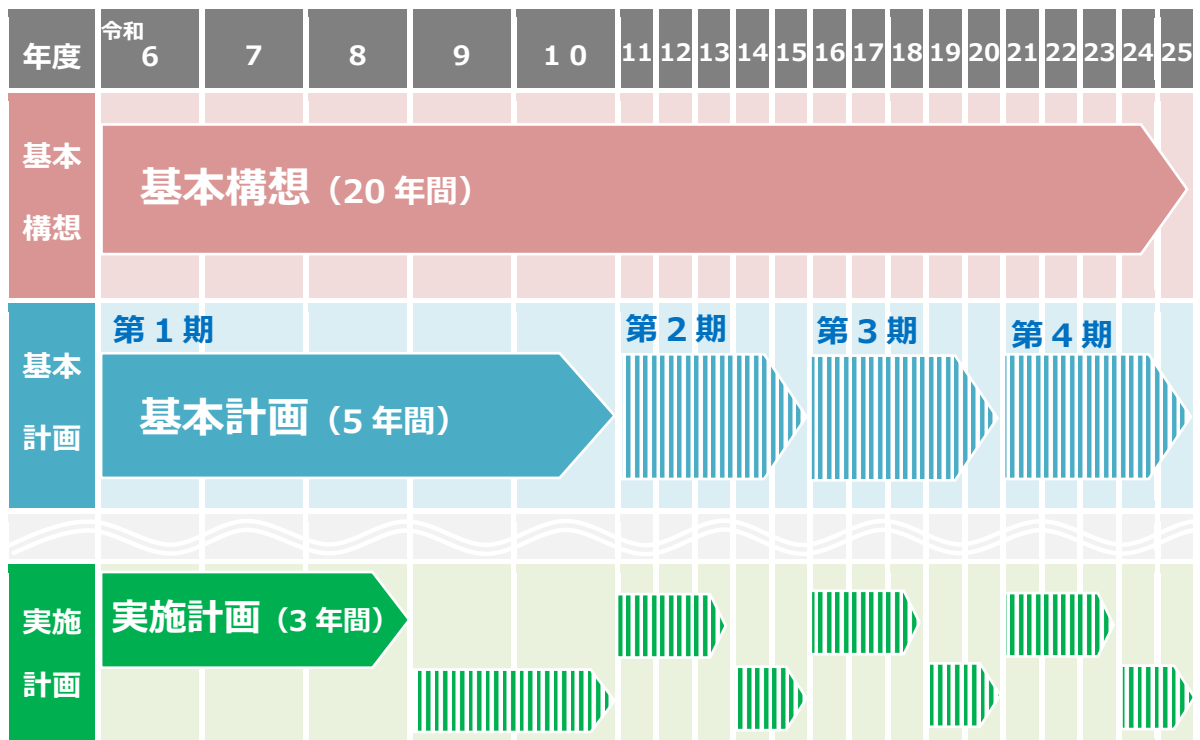 年度
令和
6 7 8 9 10 11 12 13 14 15 16 17 18 19 20 21 22 23 24 25
基本
構想
基本構想（20年間）
基本
計画
第1期 第2期 第3期 第4期
基本計画（5年間）
実施
計画
実施計画（3年間）